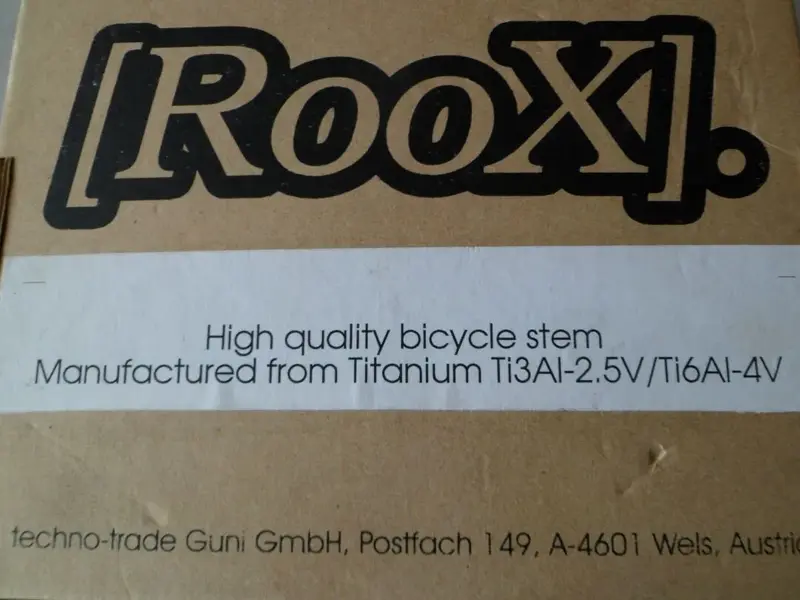 [RooX].
High quality bicycle stem
Manufactured from Titanium Ti3Al-2.5V/Ti6Al-4V
techno-trade Guni GmbH, Postfach 149, A-4601 Wels, Austria